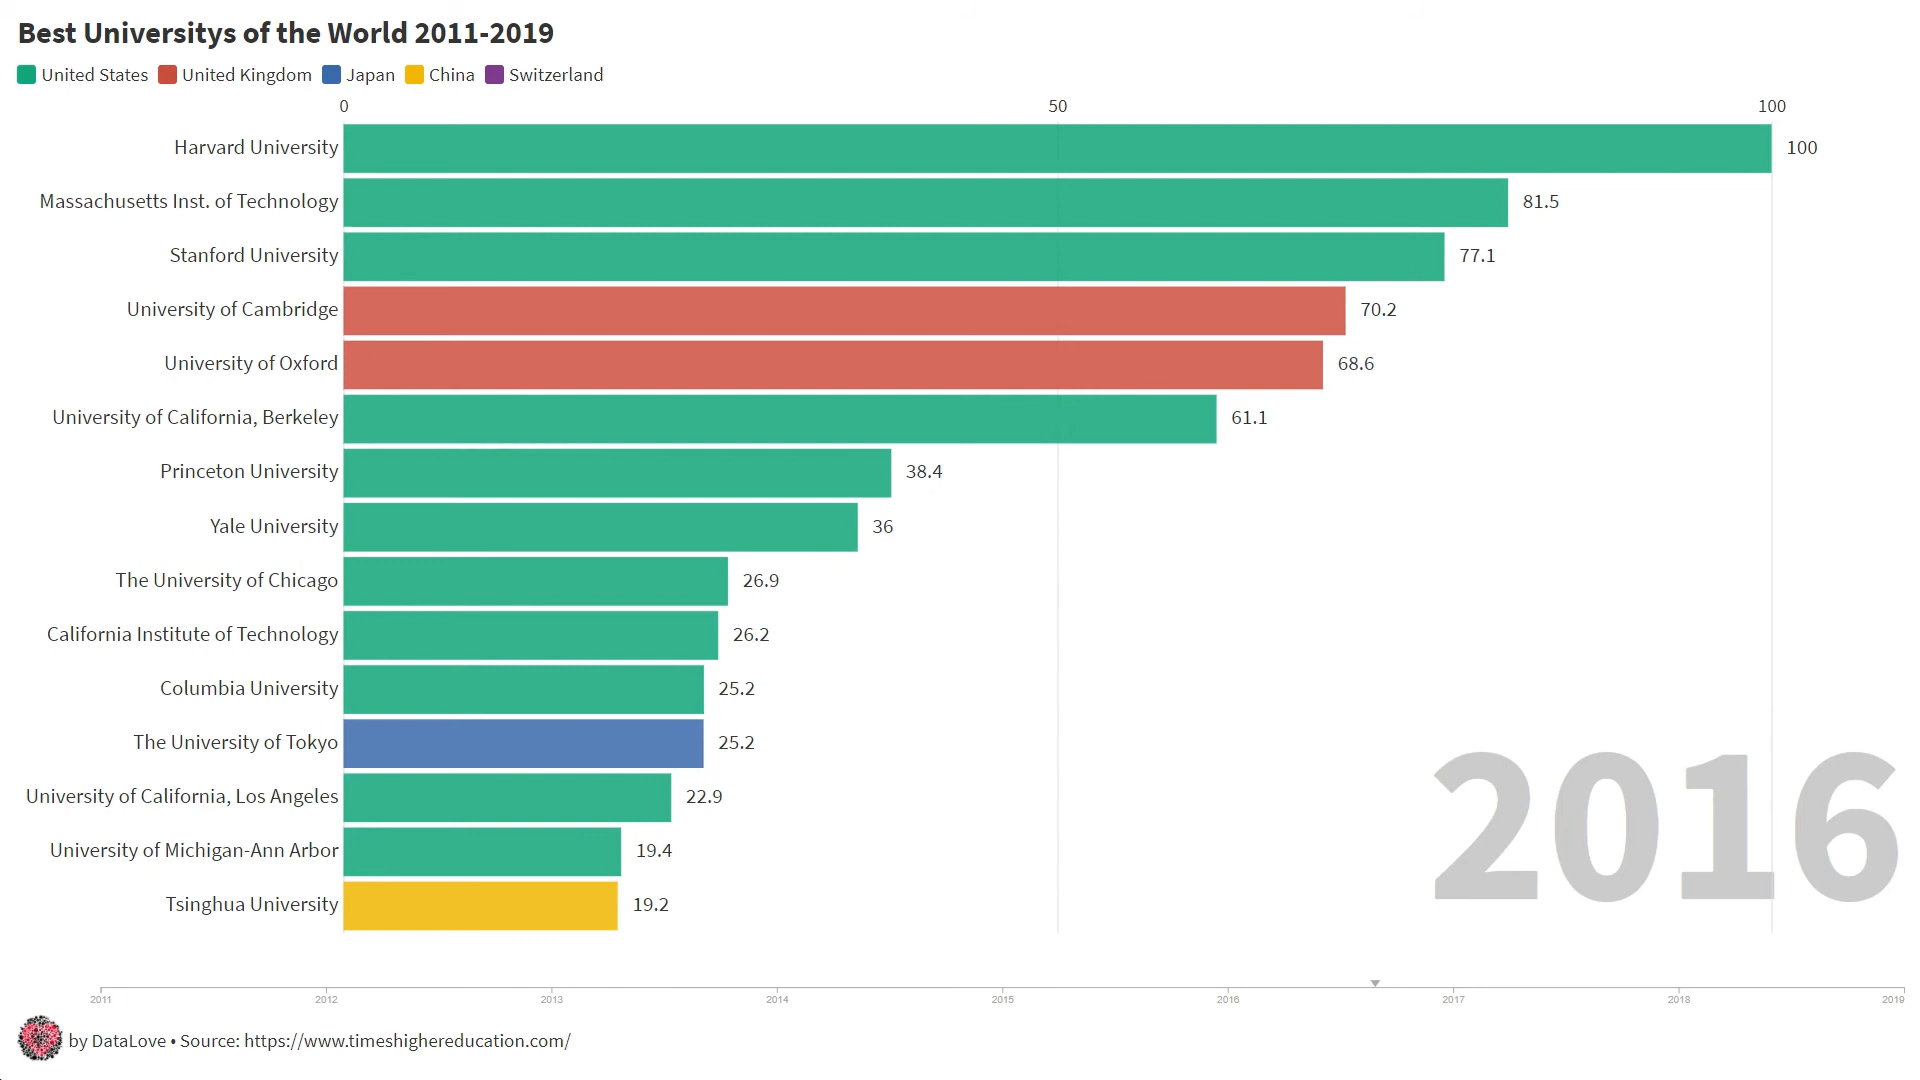 Best Universitys of the World 2011-2019
United States United Kingdom Japan China Switzerland
0 50 100
Harvard University 100
Massachusetts Inst. of Technology 81.5
Stanford University 77.1
University of Cambridge 70.2
University of Oxford 68.6
University of California, Berkeley 61.1
Princeton University 38.4
Yale University 36
The University of Chicago 26.9
California Institute of Technology 26.2
Columbia University 25.2
The University of Tokyo 25.2
University of California, Los Angeles 22.9
University of Michigan-Ann Arbor 19.4
Tsinghua University 19.2
2016
2011 2012 2013 2014 2015 2016 2017 2018 2019
by DataLove • Source: https://www.timeshighereducation.com/